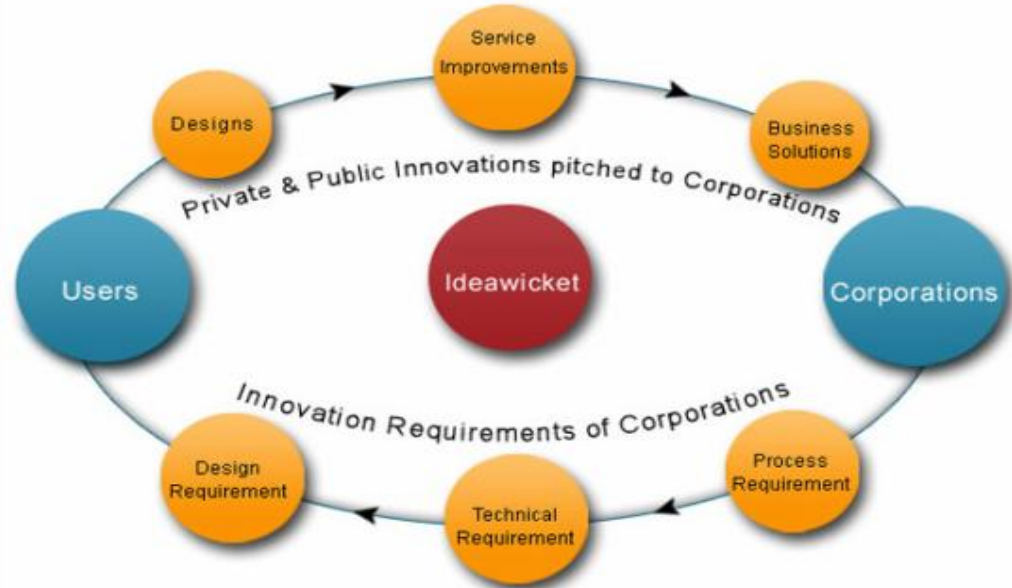 Service
Improvements
Designs
Business
Solutions
Private & Public Innovations pitched to Corporations
Users
Ideawicket
Corporations
Innovation Requirements of Corporations
Design
Requirement
Technical
Requirement
Process
Requirement